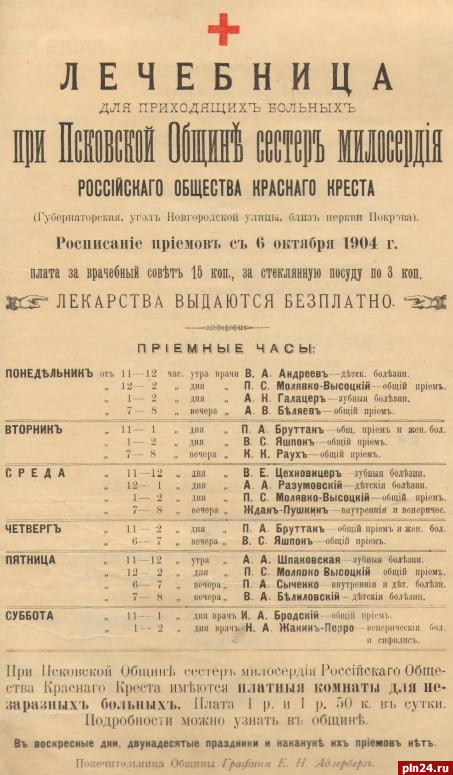 ЛЕЧЕБНИЦА
ДЛЯ ПРИХОДЯЩИХЪ БОЛЬНЫХЪ
при Псковской Общинѣ сестеръ милосердія
РОССІЙСКАГО ОБЩЕСТВА КРАСНАГО КРЕСТА
(Губернаторская, уголъ Новгородской улицы, близъ церкви Покрова).
Росписаніе пріемовъ съ 6 октября 1904 г.
плата за врачебный совѣтъ 15 коп., за стеклянную посуду по 3 коп.
ЛЕКАРСТВА ВЫДАЮТСЯ БЕЗПЛАТНО.
ПРІЕМНЫЕ ЧАСЫ:
ПОНЕДѢЛЬНИКЪ отъ 11—12 час. утра врачи В. А. Андреевъ—дѣтск. болѣзни.
„ 12—2 „ дня „ П. С. Молявко-Высоцкій—общій пріемъ.
„ 1—2 „ дня „ А. Н. Галацеръ—зубныя болѣзни.
„ 7—8 „ вечера „ А. В. Бѣляевъ—общій пріемъ.
ВТОРНИКЪ „ 11—1 „ дня „ П. А. Бруттанъ—общ. пріемъ и жен. бол.
„ 1—2 „ дня „ В. С. Яшпонъ—общій пріемъ.
„ 7—8 „ вечера „ К. К. Раухъ—общій пріемъ.
СРЕДА „ 11—12 „ дня „ В. Е. Цехновицеръ—зубныя болѣзни.
„ 12—1 „ дня „ А. А. Разумовскій—дѣтскія болѣзни.
„ 1—2 „ дня „ П. С. Молявко-Высоцкій—общій пріемъ.
„ 7—8 „ вечера „ Жданъ-Пушкинъ—внутреннія и венеричес.
ЧЕТВЕРГЪ „ 11—2 „ дня „ П. А. Бруттанъ—общій пріемъ и жен. бол.
„ 6—7 „ вечера „ В. С. Яшпонъ—общій пріемъ.
ПЯТНИЦА „ 11—12 „ утра „ А. А. Шпаковская—зубныя болѣзни.
„ 12—2 „ дня „ П. С. Молявко Высоцкій общій пріемъ.
„ 6—7 „ вечера „ П. А. Сыченко—внутреннія и дѣт. болѣзн.
„ 7—8 „ вечера „ В. А. Бѣлиловскій—дѣтскія болѣзни.
СУББОТА „ 11—1 „ дня врачъ И. А. Бродскій—общій пріемъ.
„ 1—2 „ дня врачъ Н. А. Жанинъ-Перро—венерическія бол.
и сифилисъ.
При Псковской Общинѣ сестеръ милосердія Россійскаго Обще-
ства Краснаго Креста имѣются платныя комнаты для не-
заразныхъ больныхъ. Плата 1 р. и 1 р. 50 к. въ сутки.
Подробности можно узнать въ общинѣ.
Въ воскресные дни, двунадесятые праздники и наканунѣ ихъ пріемовъ нѣтъ.
Попечительница Общины Графиня Е. Н. Адлербергъ.
pln24.ru